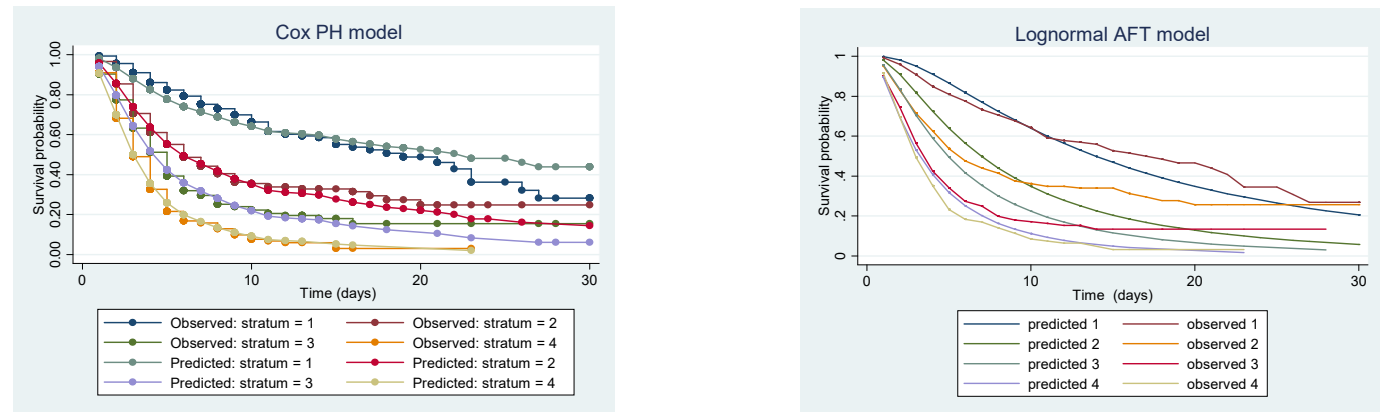 Cox PH model
Survival probability
1.00
0.80
0.60
0.40
0.20
0.00
0 10 20 30
Time (days)
Observed: stratum = 1 Observed: stratum = 2
Observed: stratum = 3 Observed: stratum = 4
Predicted: stratum = 1 Predicted: stratum = 2
Predicted: stratum = 3 Predicted: stratum = 4
Lognormal AFT model
Survival probability
1
.8
.6
.4
.2
0
0 10 20 30
Time (days)
predicted 1 observed 1
predicted 2 observed 2
predicted 3 observed 3
predicted 4 observed 4